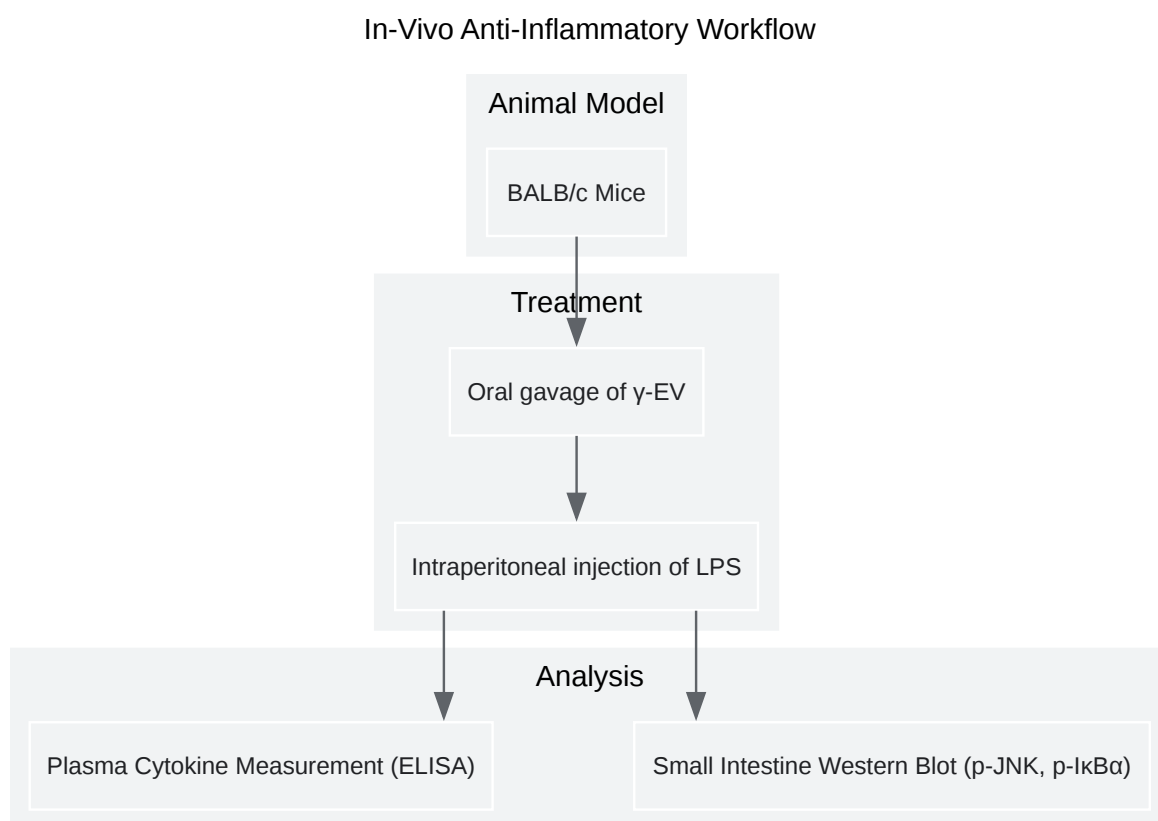 In-Vivo Anti-Inflammatory Workflow
Animal Model
BALB/c Mice
Treatment
Oral gavage of γ-EV
Intraperitoneal injection of LPS
Analysis
Plasma Cytokine Measurement (ELISA)
Small Intestine Western Blot (p-JNK, p-IκBα)